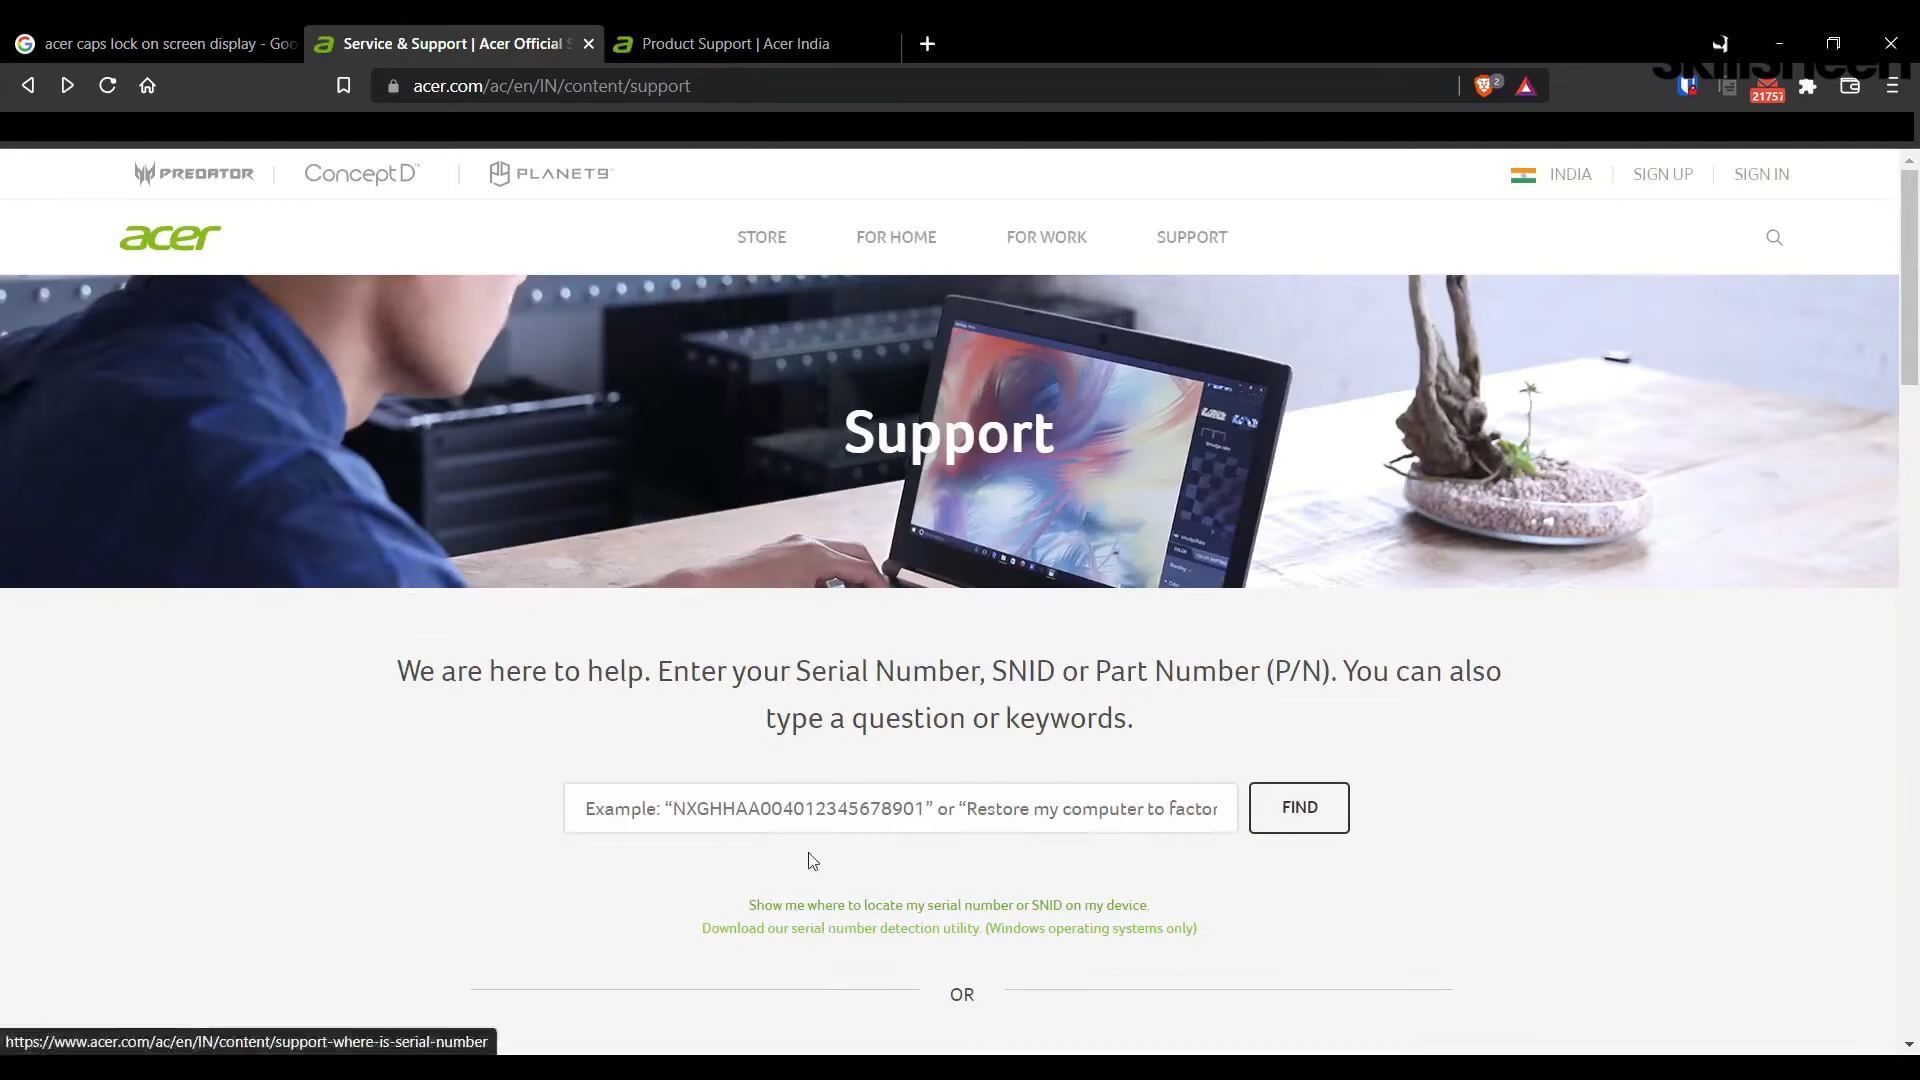 acer caps lock on screen display - Goo
Service & Support | Acer Official S
Product Support | Acer India
acer.com/ac/en/IN/content/support
2
21757
PREDATOR
ConceptD™
PLANET9™
INDIA
SIGN UP
SIGN IN
acer
STORE
FOR HOME
FOR WORK
SUPPORT
Support
We are here to help. Enter your Serial Number, SNID or Part Number (P/N). You can also
type a question or keywords.
Example: “NXGHHAA004012345678901” or “Restore my computer to factor
FIND
Show me where to locate my serial number or SNID on my device.
Download our serial number detection utility. (Windows operating systems only)
OR
https://www.acer.com/ac/en/IN/content/support-where-is-serial-number